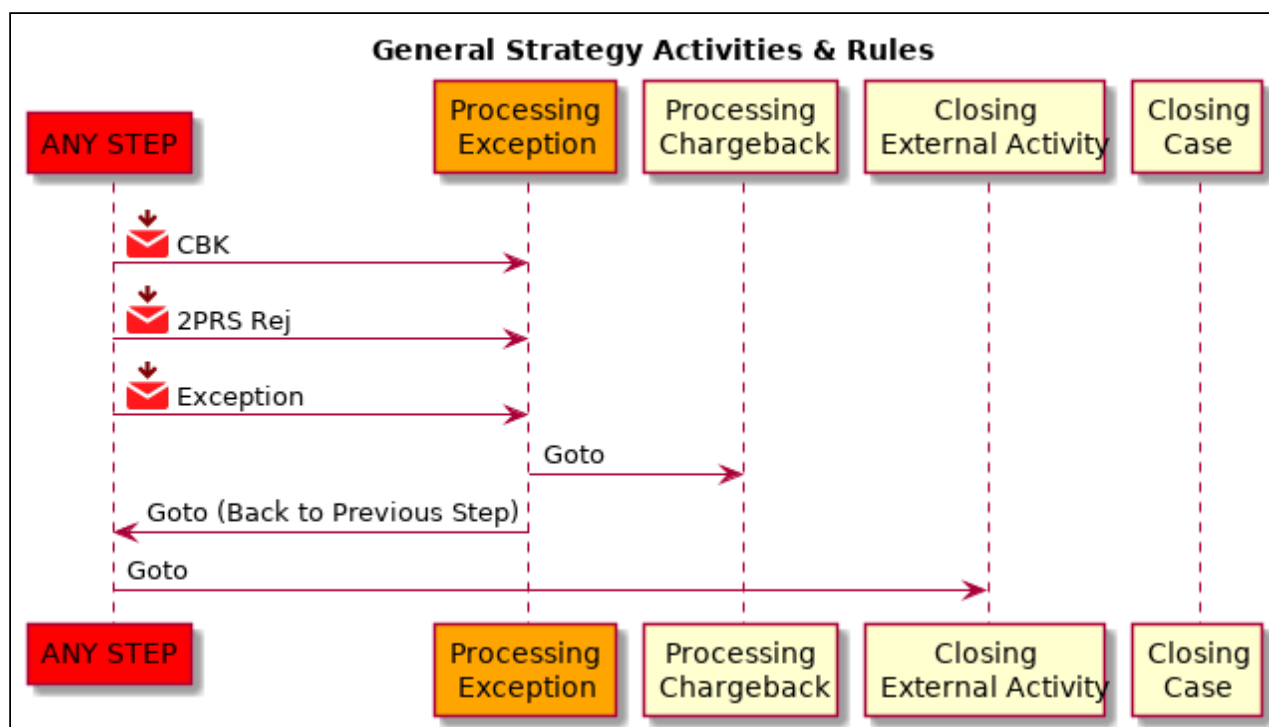 General Strategy Activities & Rules
ANY STEP
Processing
Exception
Processing
Chargeback
Closing
External Activity
Closing
Case
CBK
2PRS Rej
Exception
Goto
Goto (Back to Previous Step)
Goto
ANY STEP
Processing
Exception
Processing
Chargeback
Closing
External Activity
Closing
Case